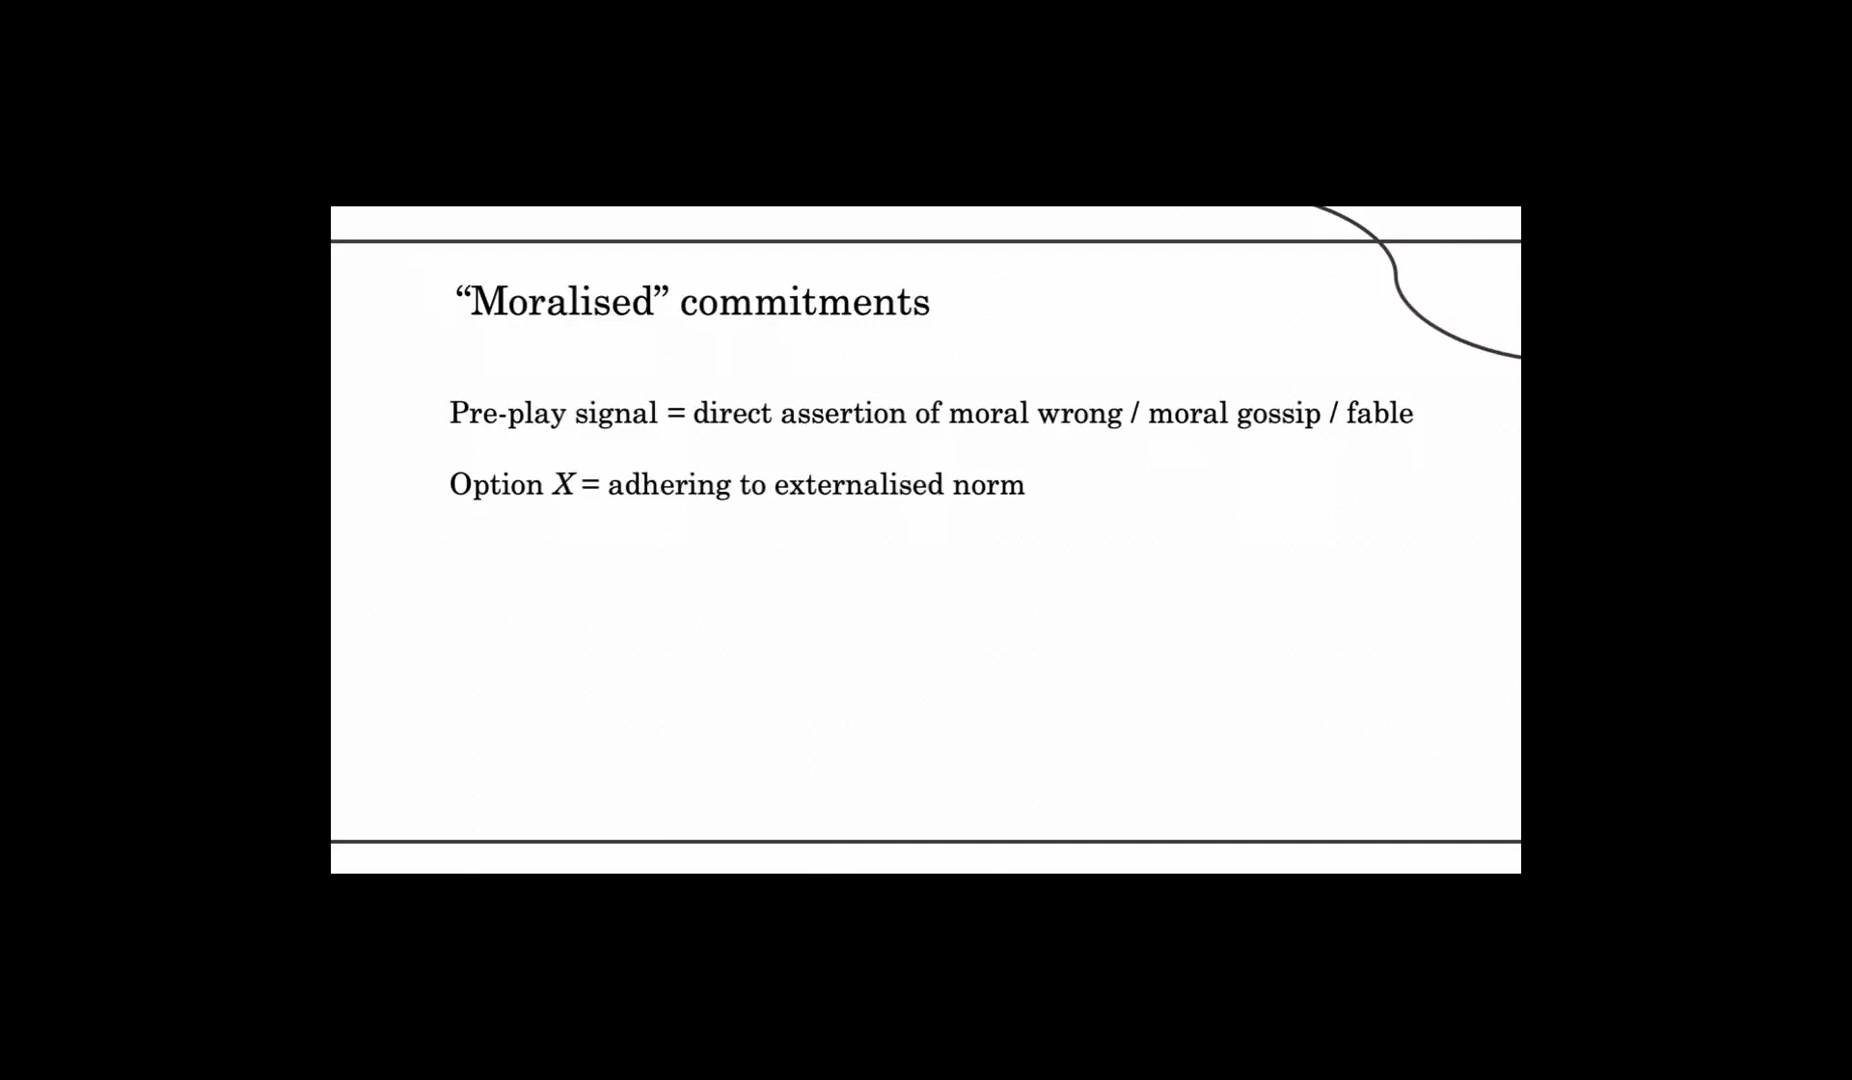 “Moralised” commitments
Pre-play signal = direct assertion of moral wrong / moral gossip / fable
Option X = adhering to externalised norm